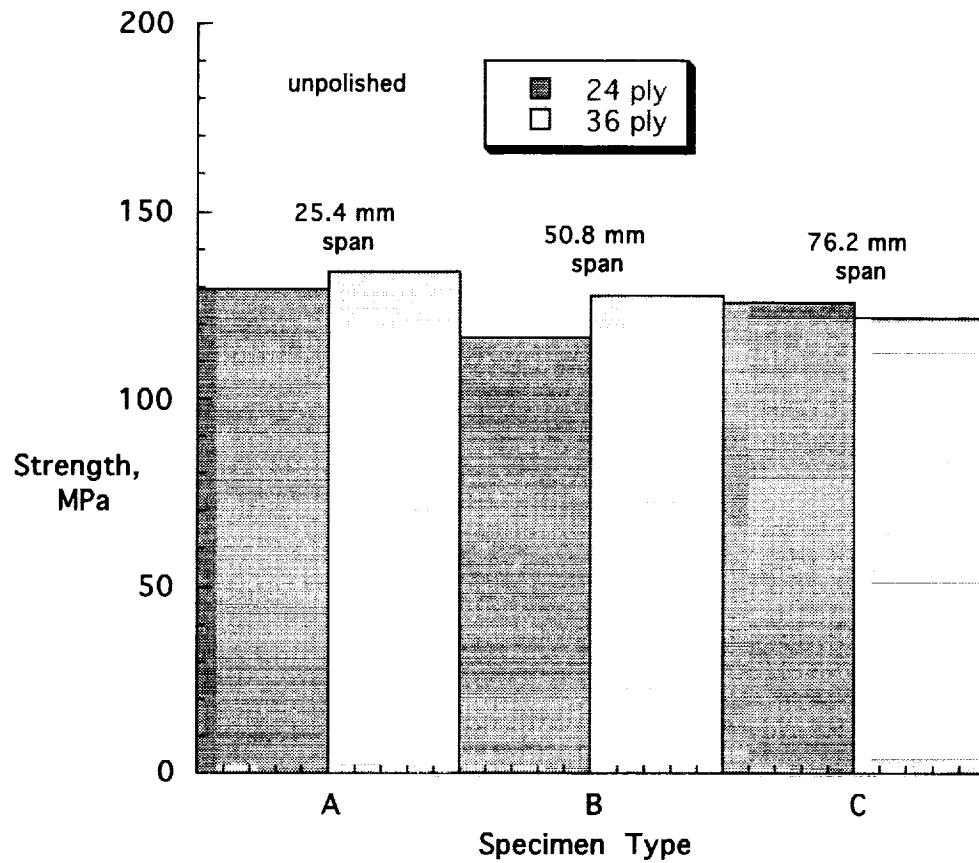 200
unpolished
24 ply
36 ply
150
25.4 mm
span
50.8 mm
span
76.2 mm
span
100
Strength,
MPa
50
0
A
B
C
Specimen Type